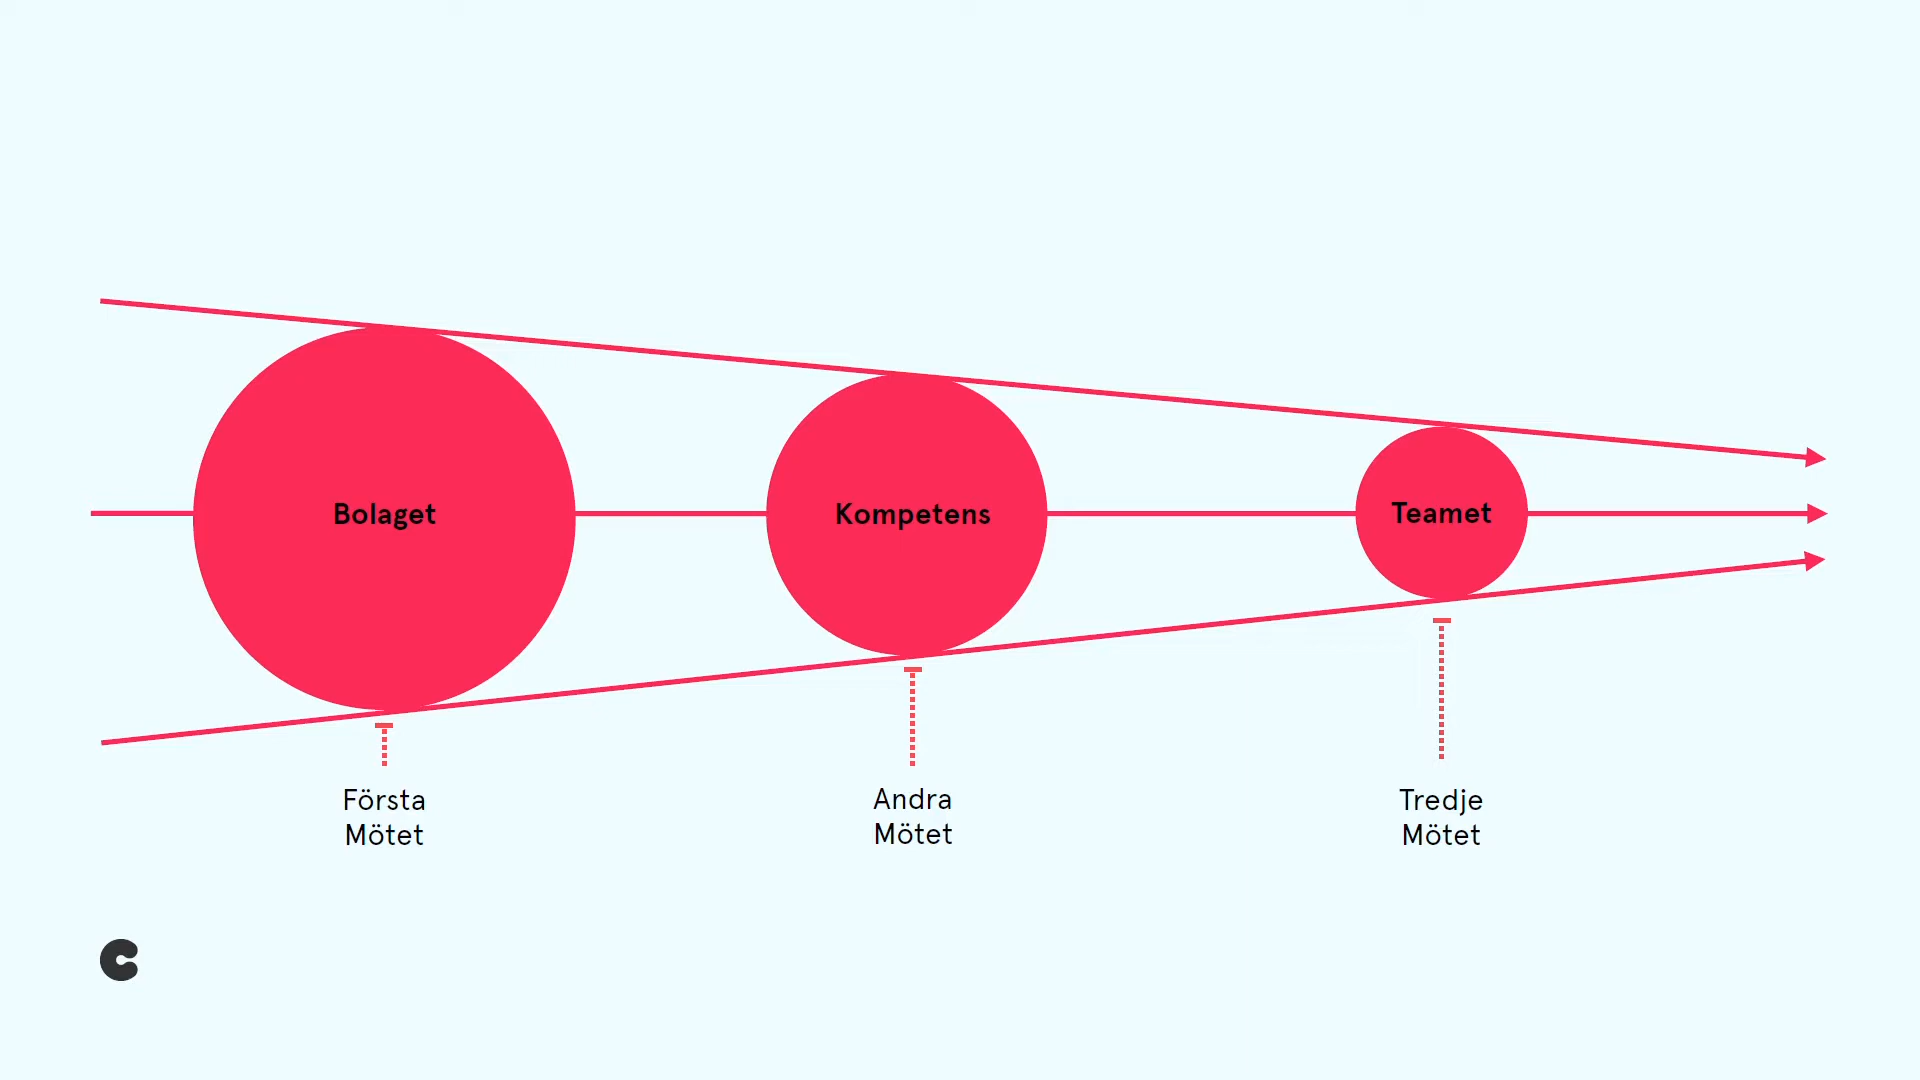 Bolaget
Kompetens
Teamet
Första
Mötet
Andra
Mötet
Tredje
Mötet